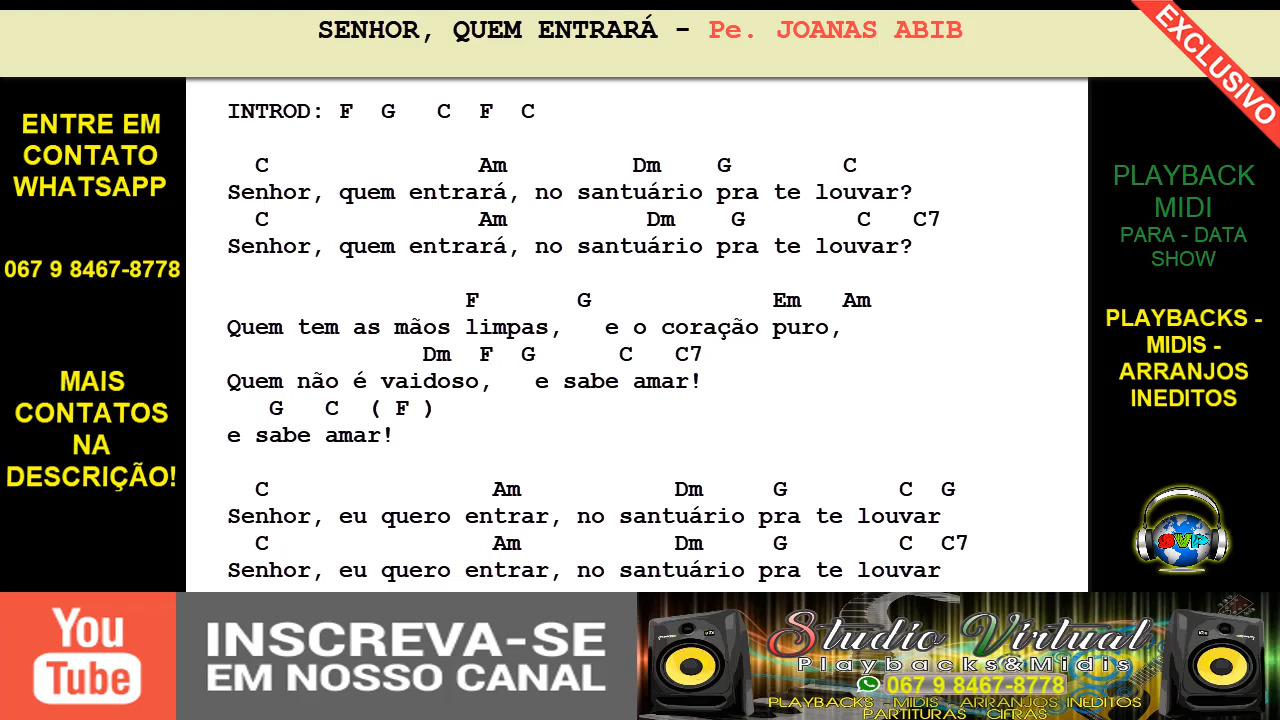 SENHOR, QUEM ENTRARÁ - Pe. JOANAS ABIB
EXCLUSIVO
ENTRE EM
CONTATO
WHATSAPP
067 9 8467-8778
MAIS
CONTATOS
NA
DESCRIÇÃO!
INTROD: F  G   C  F  C
C               Am         Dm    G        C
Senhor, quem entrará, no santuário pra te louvar?
C               Am          Dm    G        C   C7
Senhor, quem entrará, no santuário pra te louvar?
F       G             Em   Am
Quem tem as mãos limpas,   e o coração puro,
Dm  F  G      C   C7
Quem não é vaidoso,   e sabe amar!
G   C  ( F )
e sabe amar!
C                Am           Dm     G        C  G
Senhor, eu quero entrar, no santuário pra te louvar
C                Am           Dm     G        C  C7
Senhor, eu quero entrar, no santuário pra te louvar
PLAYBACK
MIDI
PARA - DATA
SHOW
PLAYBACKS -
MIDIS -
ARRANJOS
INEDITOS
SVP
You
Tube
INSCREVA-SE
EM NOSSO CANAL
Studio Virtual
Playbacks&Midis
067 9 8467-8778
PLAYBACKS - MIDIS - ARRANJOS INEDITOS
PARTITURAS - CIFRAS